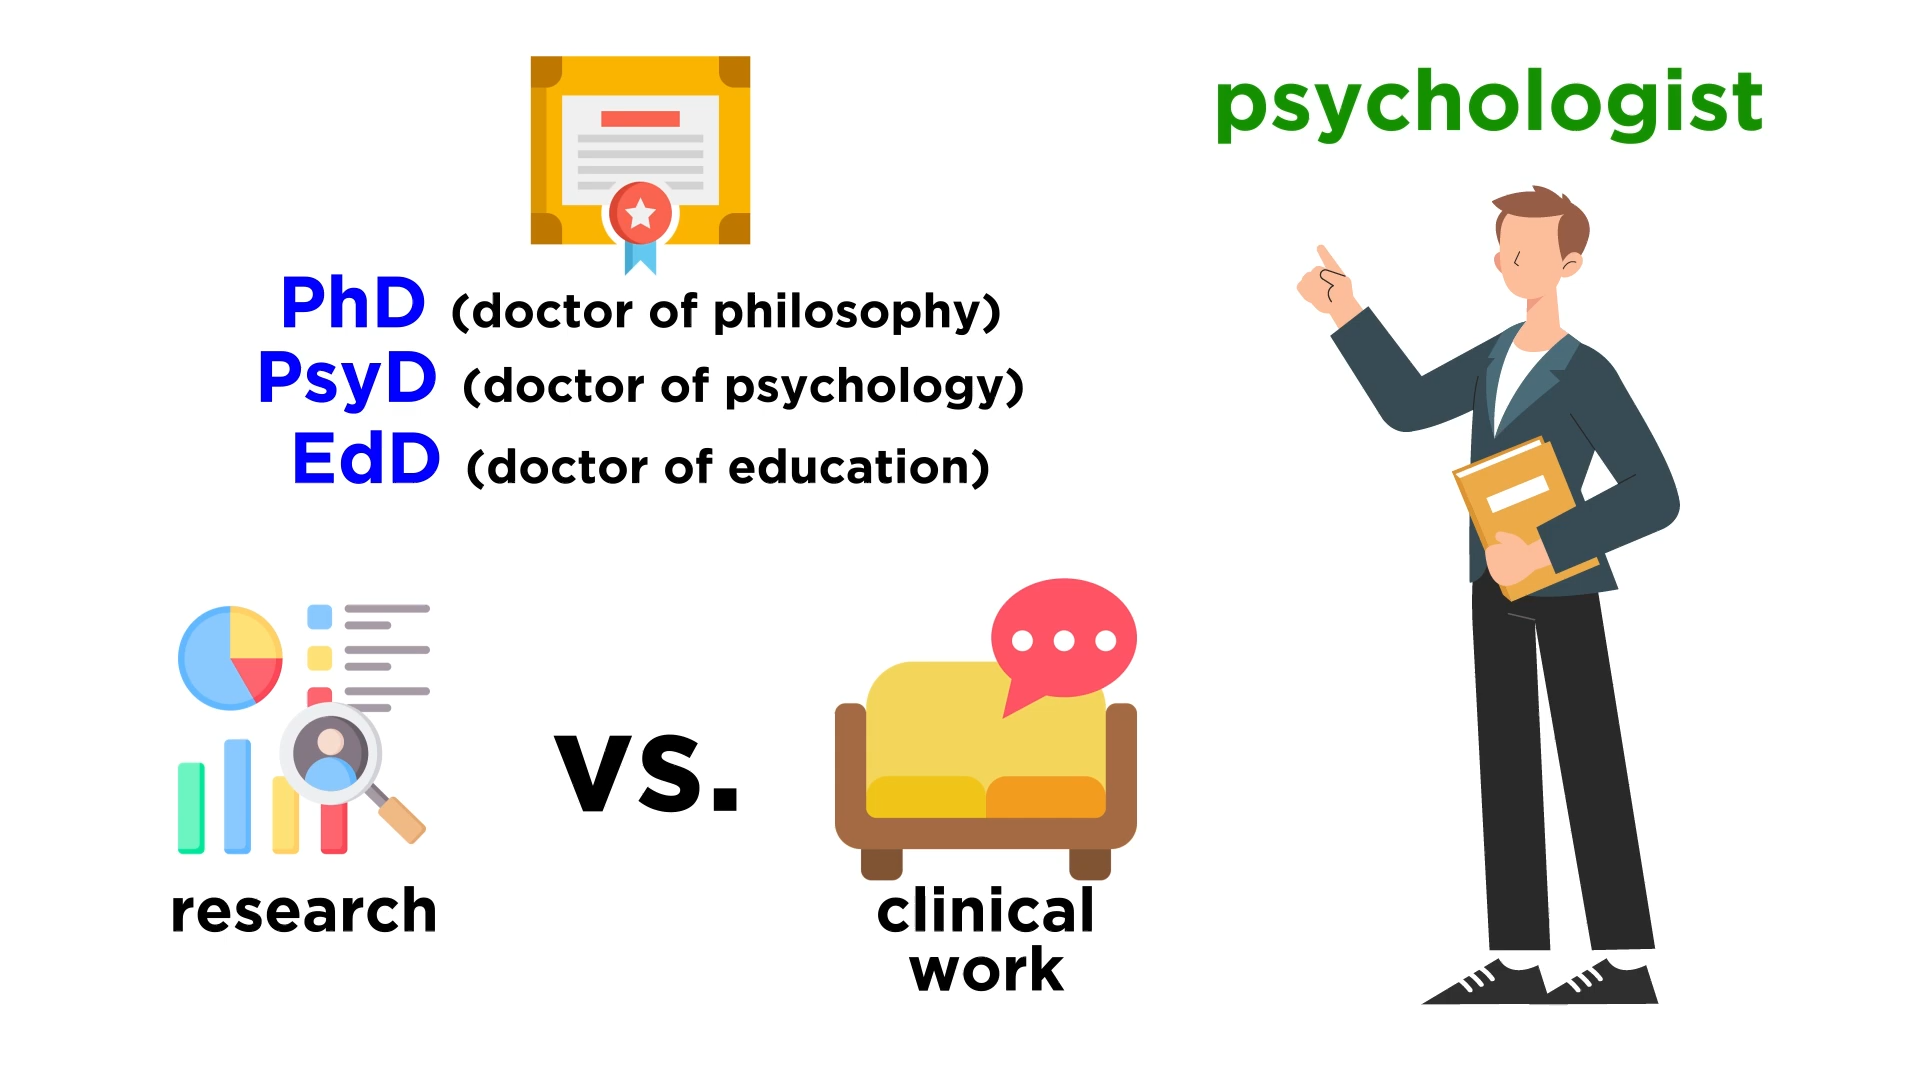 psychologist
PhD (doctor of philosophy)
PsyD (doctor of psychology)
EdD (doctor of education)
research
vs.
clinical
work